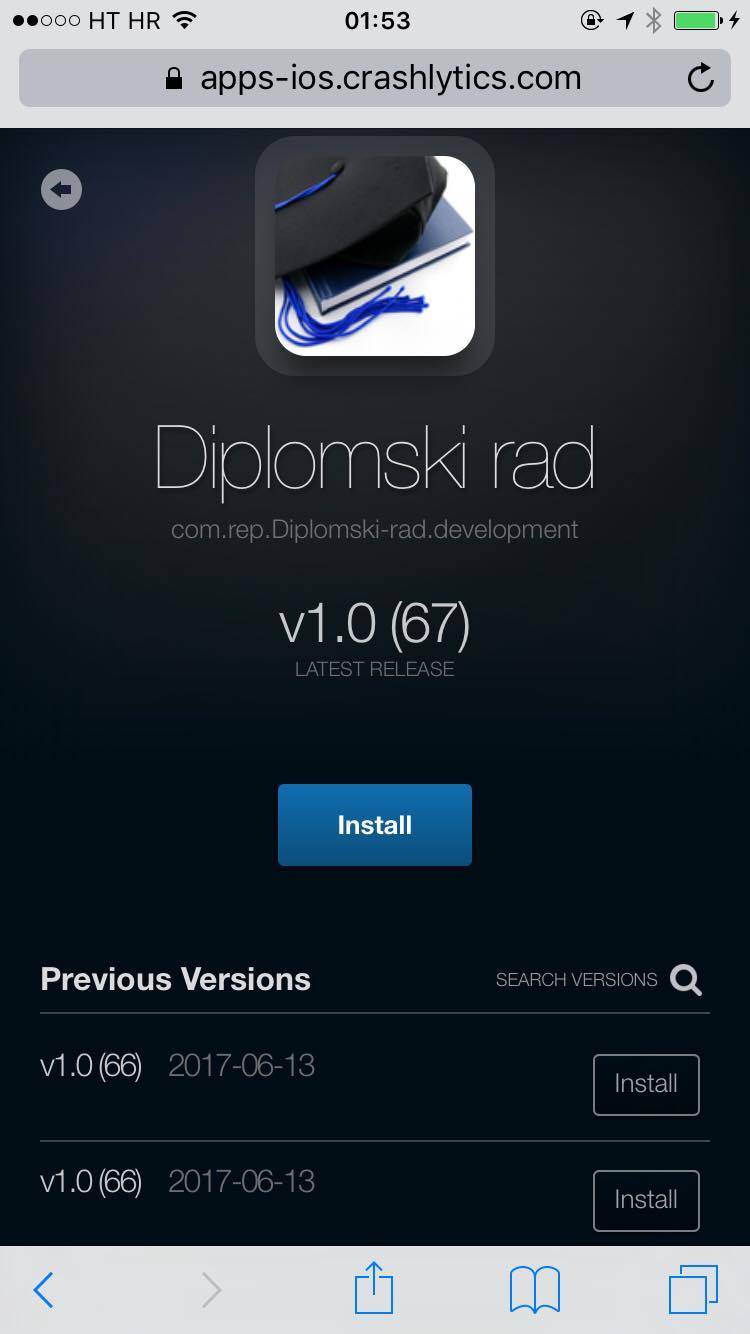 HT HR 01:53
apps-ios.crashlytics.com
Diplomski rad
com.rep.Diplomski-rad.development
v1.0 (67)
LATEST RELEASE
Install
Previous Versions SEARCH VERSIONS
v1.0 (66) 2017-06-13 Install
v1.0 (66) 2017-06-13 Install